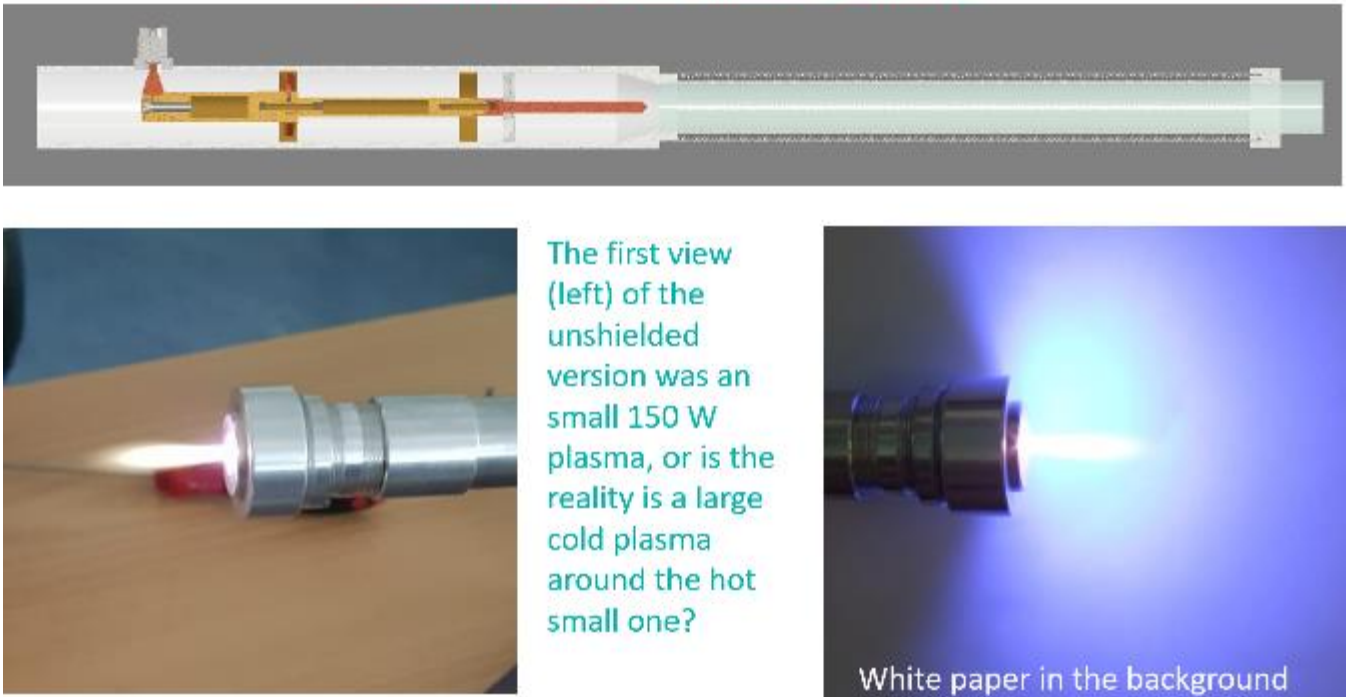 The first view
(left) of the
unshielded
version was an
small 150 W
plasma, or is the
reality is a large
cold plasma
around the hot
small one?
White paper in the background